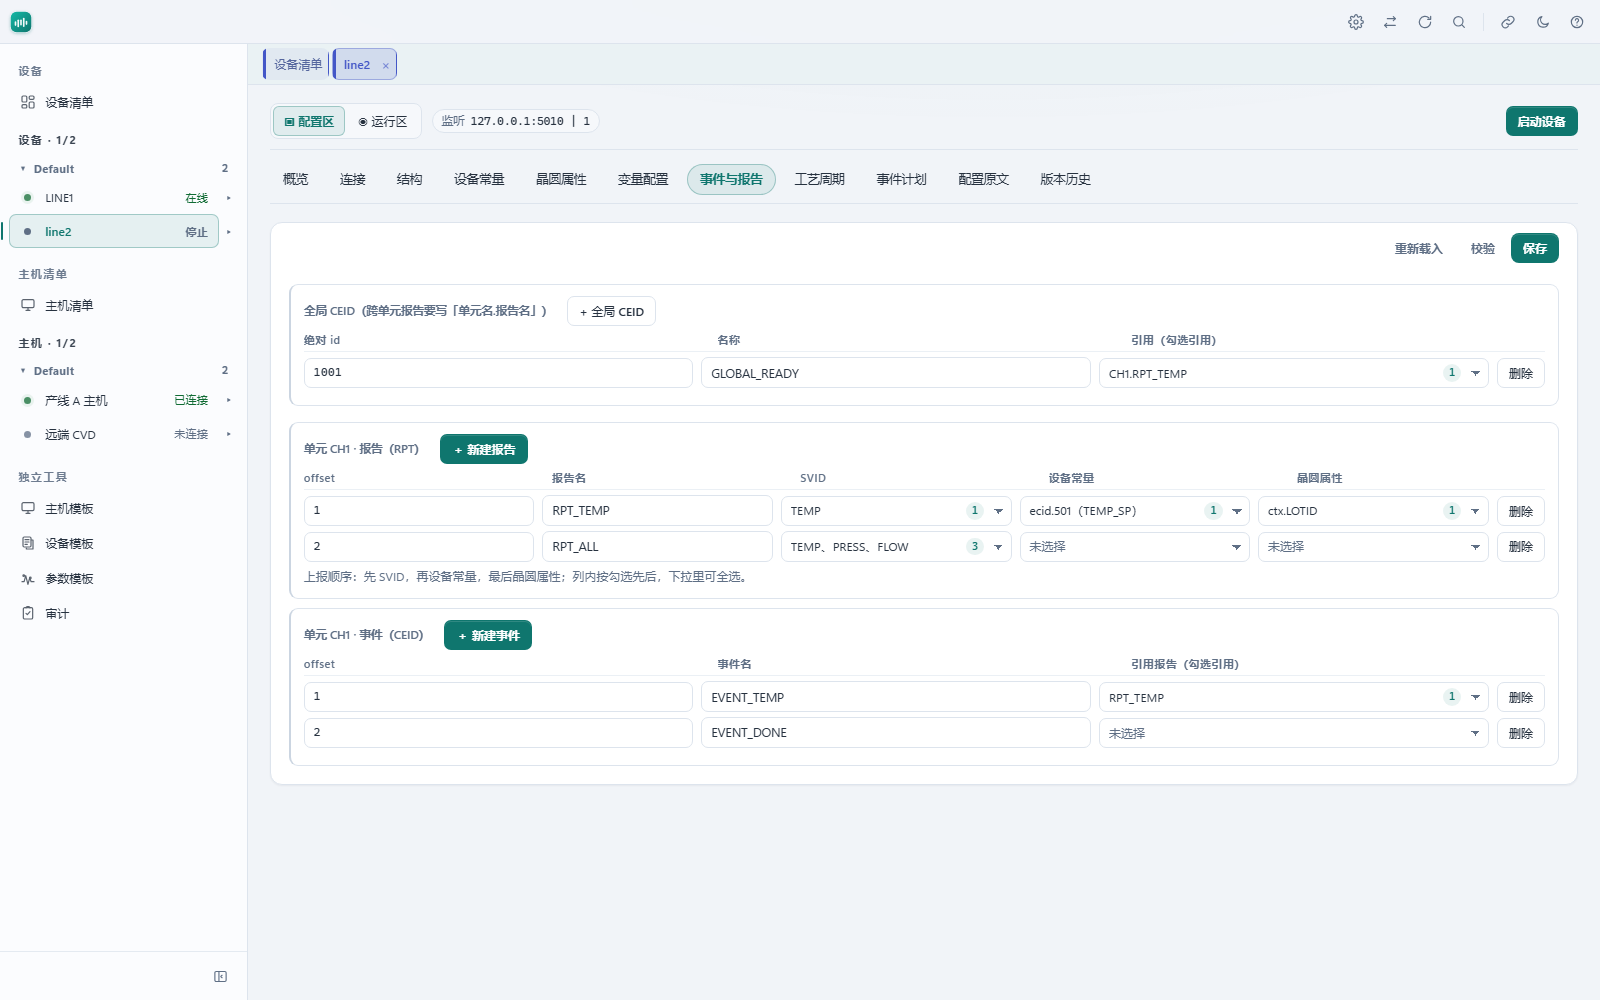 设备
设备清单
设备 · 1/2
Default 2
LINE1 在线
line2 停止
主机清单
主机清单
主机 · 1/2
Default 2
产线 A 主机 已连接
远端 CVD 未连接
独立工具
主机模板
设备模板
参数模板
审计
设备清单 line2 ×
配置区 运行区 监听 127.0.0.1:5010 | 1 启动设备
概览 连接 结构 设备常量 晶圆属性 变量配置 事件与报告 工艺周期 事件计划 配置原文 版本历史
重新载入 校验 保存
全局 CEID（跨单元报告要写「单元名.报告名」） + 全局 CEID
绝对 id 名称 引用（勾选引用）
1001 GLOBAL_READY CH1.RPT_TEMP 1 删除
单元 CH1 · 报告（RPT） + 新建报告
offset 报告名 SVID 设备常量 晶圆属性
1 RPT_TEMP TEMP 1 ecid.501（TEMP_SP） 1 ctx.LOTID 1 删除
2 RPT_ALL TEMP、PRESS、FLOW 3 未选择 未选择 删除
上报顺序：先 SVID，再设备常量，最后晶圆属性；列内按勾选先后，下拉里可全选。
单元 CH1 · 事件（CEID） + 新建事件
offset 事件名 引用报告（勾选引用）
1 EVENT_TEMP RPT_TEMP 1 删除
2 EVENT_DONE 未选择 删除